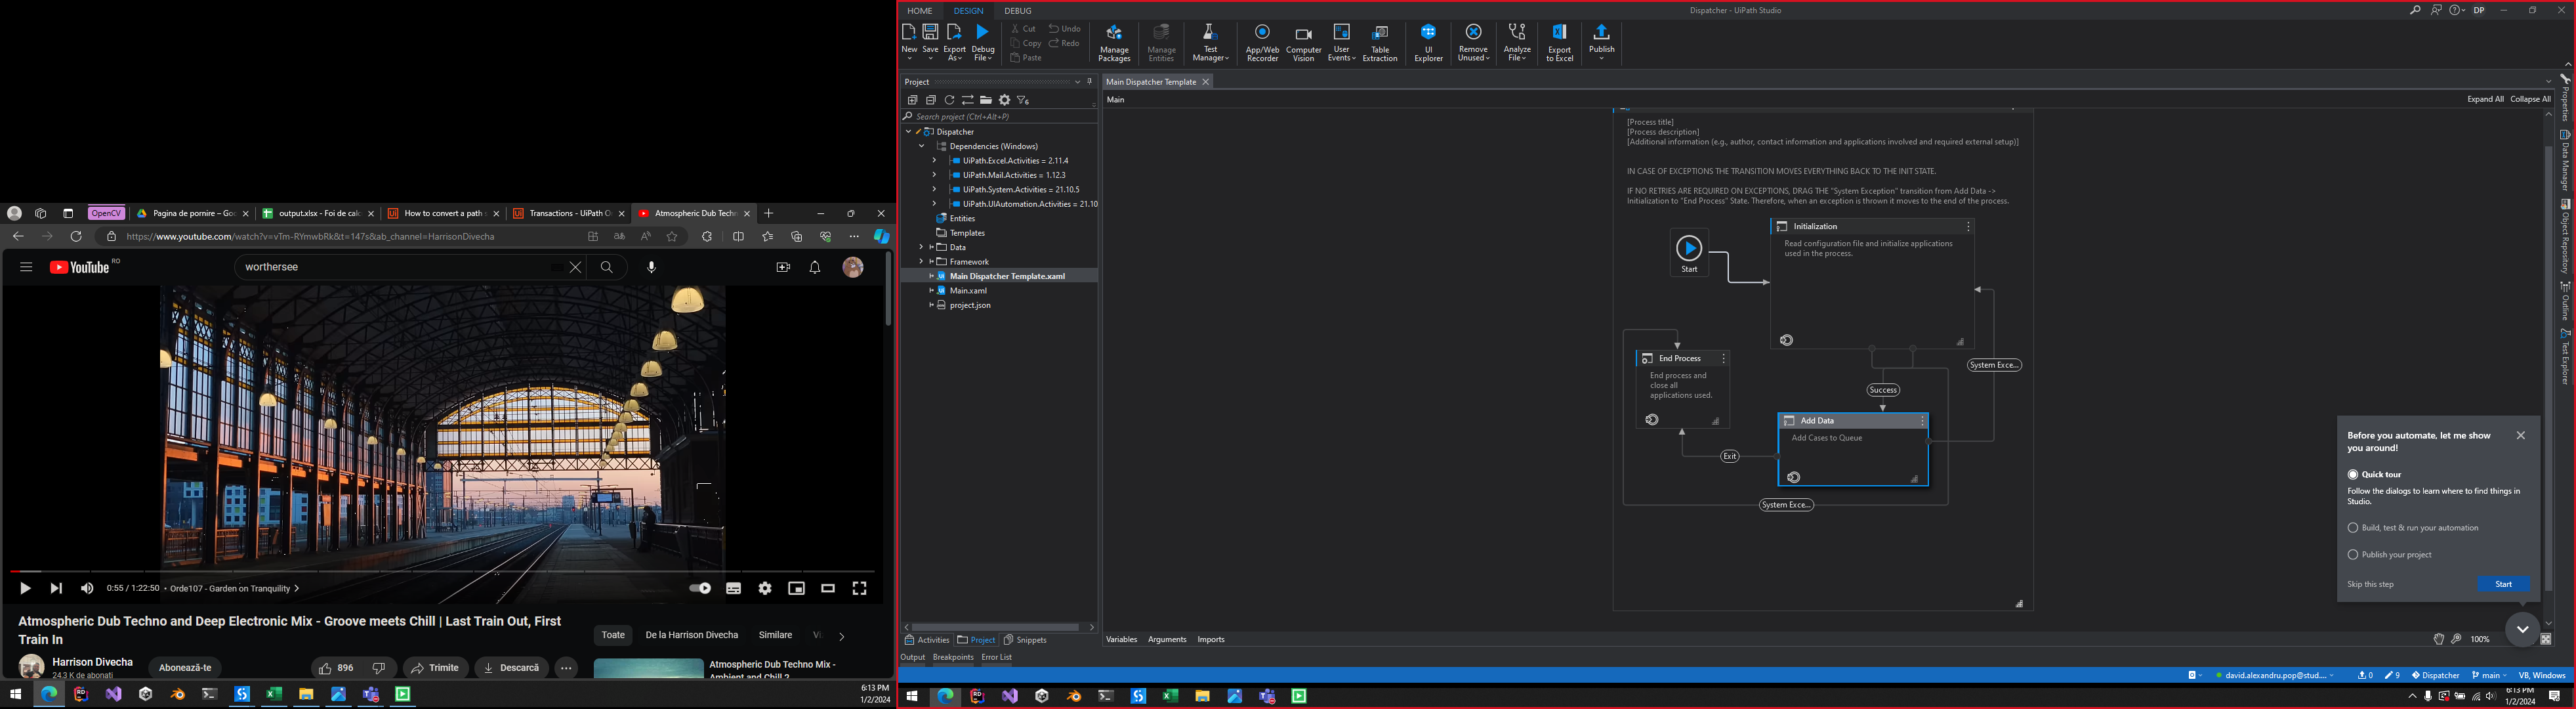 OpenCV
Pagina de pornire – Goo
output.xlsx - Foi de calc
How to convert a path s
Transactions - UiPath O
Atmospheric Dub Techn
https://www.youtube.com/watch?v=vTm-RYmwbRk&t=147s&ab_channel=HarrisonDivecha
YouTube RO
worthersee
0:55 / 1:22:50 • Orde107 - Garden on Tranquility
Atmospheric Dub Techno and Deep Electronic Mix - Groove meets Chill | Last Train Out, First
Train In
Harrison Divecha
24.3 K de abonați
Abonează-te
896
Trimite
Descarcă
Toate
De la Harrison Divecha
Similare
Atmospheric Dub Techno Mix -
Ambient and Chill 2
6:13 PM
1/2/2024
HOME DESIGN DEBUG
Dispatcher - UiPath Studio
DP
New
Save
Export As
Debug File
Cut
Copy
Paste
Undo
Redo
Manage Packages
Manage Entities
Test Manager
App/Web Recorder
Computer Vision
User Events
Table Extraction
UI Explorer
Remove Unused
Analyze File
Export to Excel
Publish
Project
Search project (Ctrl+Alt+P)
Dispatcher
Dependencies (Windows)
UiPath.Excel.Activities = 2.11.4
UiPath.Mail.Activities = 1.12.3
UiPath.System.Activities = 21.10.5
UiPath.UIAutomation.Activities = 21.10
Entities
Templates
Data
Framework
Main Dispatcher Template.xaml
Main.xaml
project.json
Activities
Project
Snippets
Output
Breakpoints
Error List
Main Dispatcher Template
Main
Expand All
Collapse All
[Process title]
[Process description]
[Additional information (e.g., author, contact information and applications involved and required external setup)]
IN CASE OF EXCEPTIONS THE TRANSITION MOVES EVERYTHING BACK TO THE INIT STATE.
IF NO RETRIES ARE REQUIRED ON EXCEPTIONS, DRAG THE "System Exception" transition from Add Data ->
Initialization to "End Process" State. Therefore, when an exception is thrown it moves to the end of the process.
Start
Initialization
Read configuration file and initialize applications
used in the process.
End Process
End process and
close all
applications used.
System Exce...
Success
Add Data
Add Cases to Queue
Exit
System Exce...
Variables
Arguments
Imports
100%
Before you automate, let me show
you around!
Quick tour
Follow the dialogs to learn where to find things in
Studio.
Build, test & run your automation
Publish your project
Skip this step
Start
Properties
Data Manager
Object Repository
Outline
Test Explorer
david.alexandru.pop@stud....
0
9
Dispatcher
main
VB, Windows
6:13 PM
1/2/2024